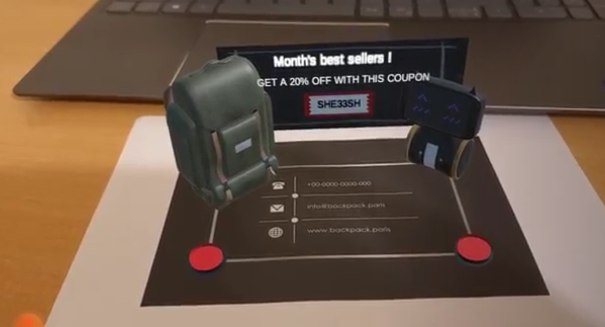 Month's best sellers !
GET A 20% OFF WITH THIS COUPON
SHE33SH
+00-0000-0000-000
info@backpack.paris
www.backpack.paris